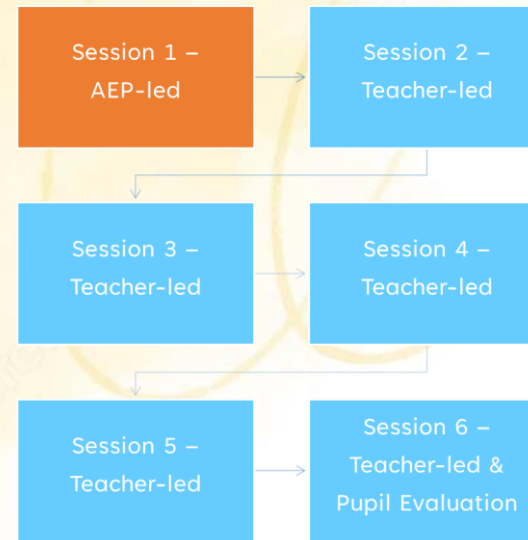 Session 1 –
AEP-led
Session 2 –
Teacher-led
Session 3 –
Teacher-led
Session 4 –
Teacher-led
Session 5 –
Teacher-led
Session 6 –
Teacher-led &
Pupil Evaluation